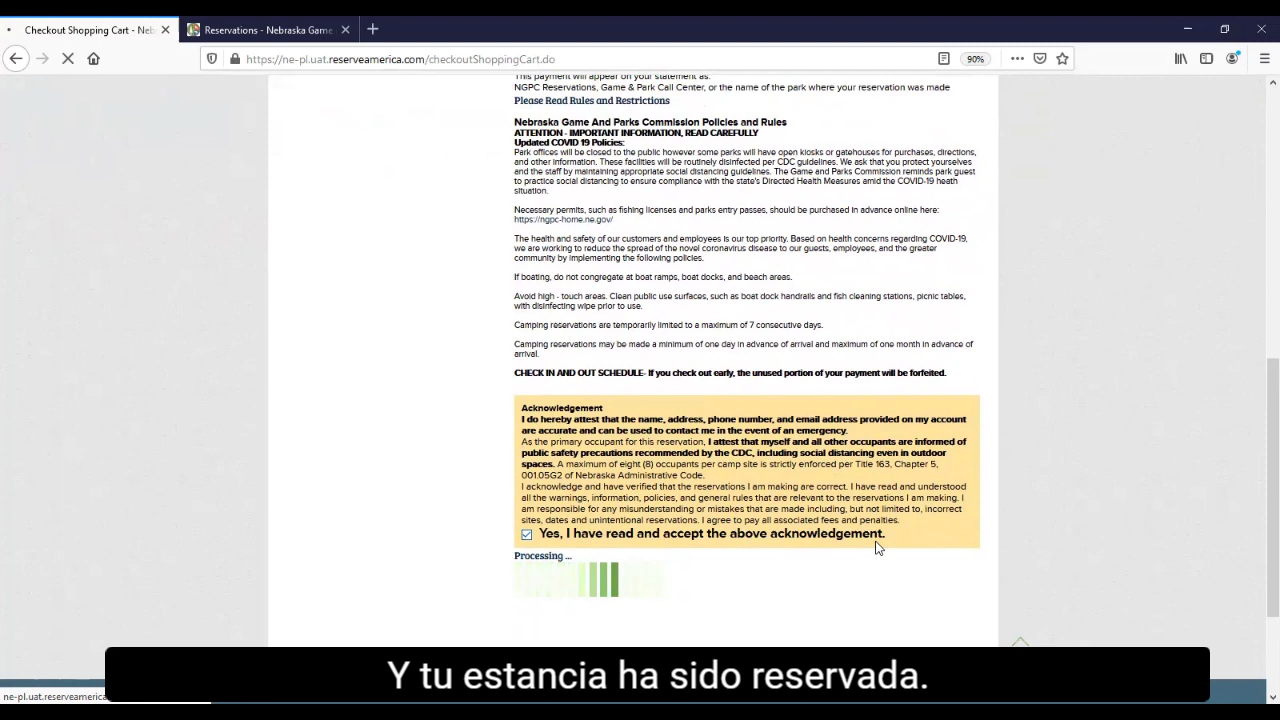 Checkout Shopping Cart - Neb
Reservations - Nebraska Game
https://ne-pl.uat.reserveamerica.com/checkoutShoppingCart.do
90%
This payment will appear on your statement as:
NGPC Reservations, Game & Park Call Center, or the name of the park where your reservation was made
Please Read Rules and Restrictions
Nebraska Game And Parks Commission Policies and Rules
ATTENTION - IMPORTANT INFORMATION, READ CAREFULLY
Updated COVID 19 Policies:
Park offices will be closed to the public however some parks will have open kiosks or gatehouses for purchases, directions,
and other information. These facilities will be routinely disinfected per CDC guidelines. We ask that you protect yourselves
and the staff by maintaining appropriate social distancing guidelines. The Game and Parks Commission reminds park guest
to practice social distancing to ensure compliance with the state's Directed Health Measures amid the COVID-19 heath
situation.
Necessary permits, such as fishing licenses and parks entry passes, should be purchased in advance online here:
https://ngpc-home.ne.gov/
The health and safety of our customers and employees is our top priority. Based on health concerns regarding COVID-19,
we are working to reduce the spread of the novel coronavirus disease to our guests, employees, and the greater
community by implementing the following policies.
If boating, do not congregate at boat ramps, boat docks, and beach areas.
Avoid high - touch areas. Clean public use surfaces, such as boat dock handrails and fish cleaning stations, picnic tables,
with disinfecting wipe prior to use.
Camping reservations are temporarily limited to a maximum of 7 consecutive days.
Camping reservations may be made a minimum of one day in advance of arrival and maximum of one month in advance of
arrival.
CHECK IN AND OUT SCHEDULE- If you check out early, the unused portion of your payment will be forfeited.
Acknowledgement
I do hereby attest that the name, address, phone number, and email address provided on my account
are accurate and can be used to contact me in the event of an emergency.
As the primary occupant for this reservation, I attest that myself and all other occupants are informed of
public safety precautions recommended by the CDC, including social distancing even in outdoor
spaces. A maximum of eight (8) occupants per camp site is strictly enforced per Title 163, Chapter 5,
001.05G2 of Nebraska Administrative Code.
I acknowledge and have verified that the reservations I am making are correct. I have read and understood
all the warnings, information, policies, and general rules that are relevant to the reservations I am making. I
am responsible for any misunderstanding or mistakes that are made including, but not limited to, incorrect
sites, dates and unintentional reservations. I agree to pay all associated fees and penalties.
Yes, I have read and accept the above acknowledgement.
Processing ...
Y tu estancia ha sido reservada.
ne-pl.uat.reserveamerica